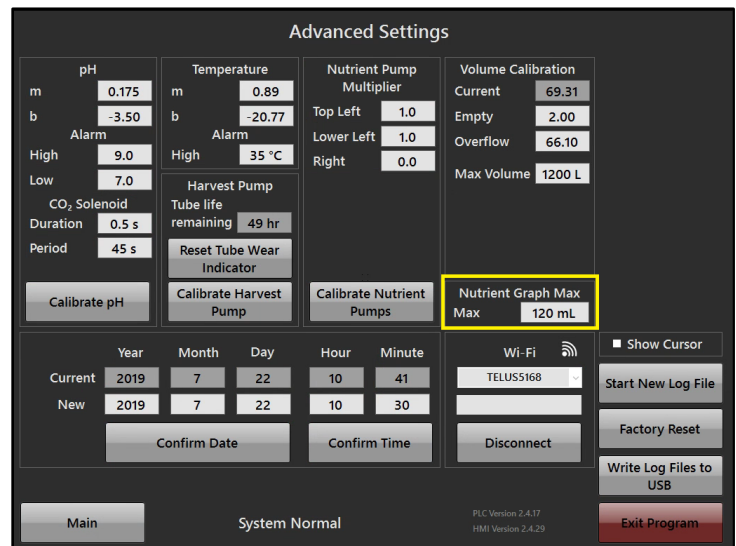 Advanced Settings
pH
m 0.175
b -3.50
Alarm
High 9.0
Low 7.0
CO₂ Solenoid
Duration 0.5 s
Period 45 s
Calibrate pH
Temperature
m 0.89
b -20.77
Alarm
High 35 °C
Harvest Pump
Tube life
remaining 49 hr
Reset Tube Wear
Indicator
Calibrate Harvest
Pump
Nutrient Pump
Multiplier
Top Left 1.0
Lower Left 1.0
Right 0.0
Calibrate Nutrient
Pumps
Volume Calibration
Current 69.31
Empty 2.00
Overflow 66.10
Max Volume 1200 L
Nutrient Graph Max
Max 120 mL
Year Month Day Hour Minute
Current 2019 7 22 10 41
New 2019 7 22 10 30
Confirm Date
Confirm Time
Wi-Fi
TELUS5168
Disconnect
Show Cursor
Start New Log File
Factory Reset
Write Log Files to
USB
Main
System Normal
PLC Version 2.4.17
HMI Version 2.4.29
Exit Program